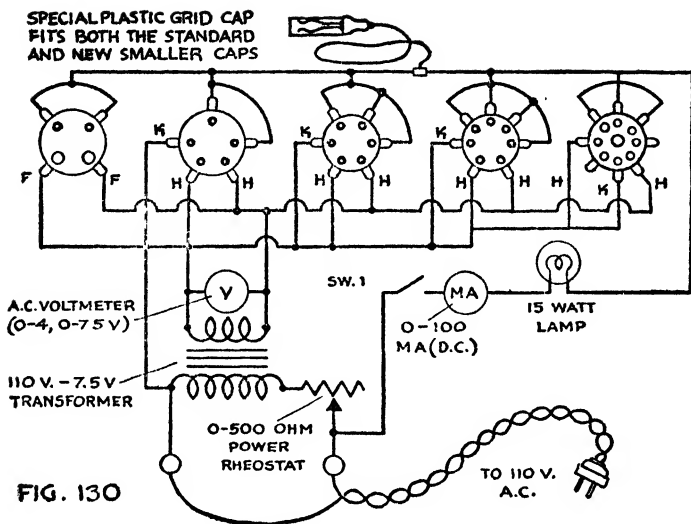 SPECIAL PLASTIC GRID CAP
FITS BOTH THE STANDARD
AND NEW SMALLER CAPS
K
K
K
F
F
H
H
H
H
H
H
H
K
H
A.C. VOLTMETER
(0-4, 0-75 V)
V
SW. 1
MA
0-100
MA (D.C.)
15 WATT
LAMP
110 V. - 7.5 V
TRANSFORMER
0-500 OHM
POWER
RHEOSTAT
TO 110 V.
A.C.
FIG. 130